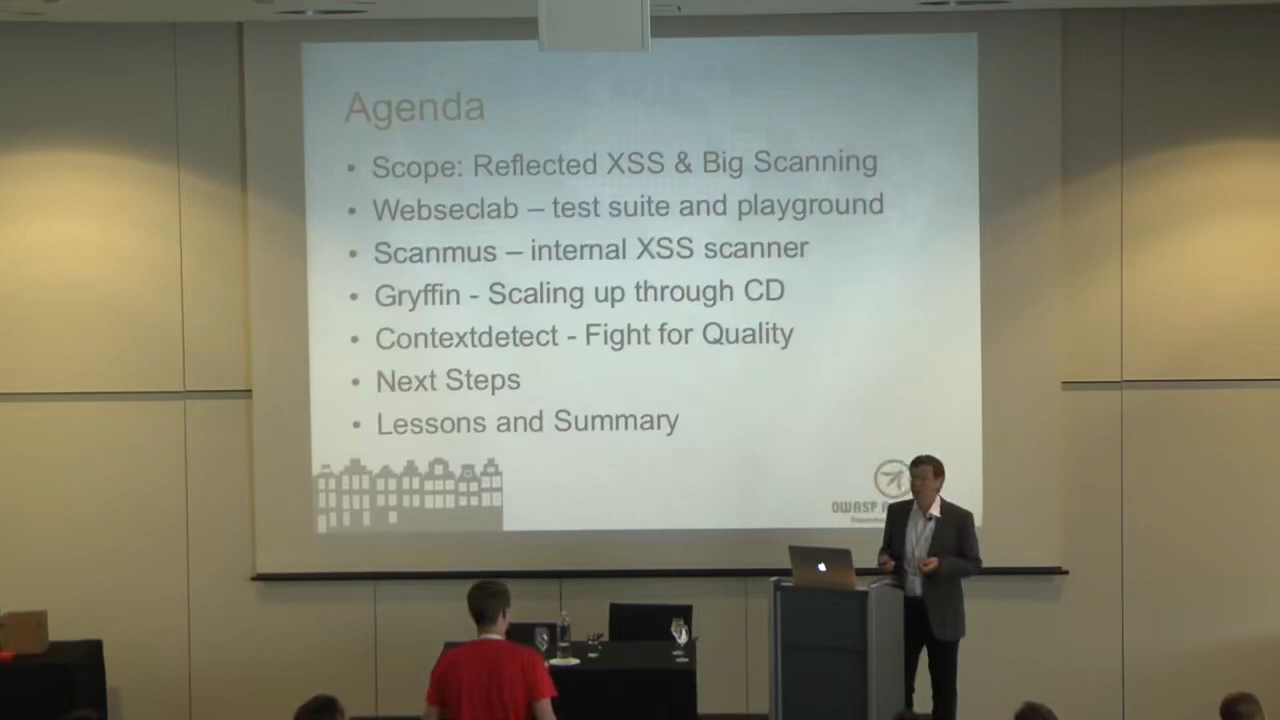 Agenda
• Scope: Reflected XSS & Big Scanning
• Webseclab – test suite and playground
• Scanmus – internal XSS scanner
• Gryffin - Scaling up through CD
• Contextdetect - Fight for Quality
• Next Steps
• Lessons and Summary
OWASP